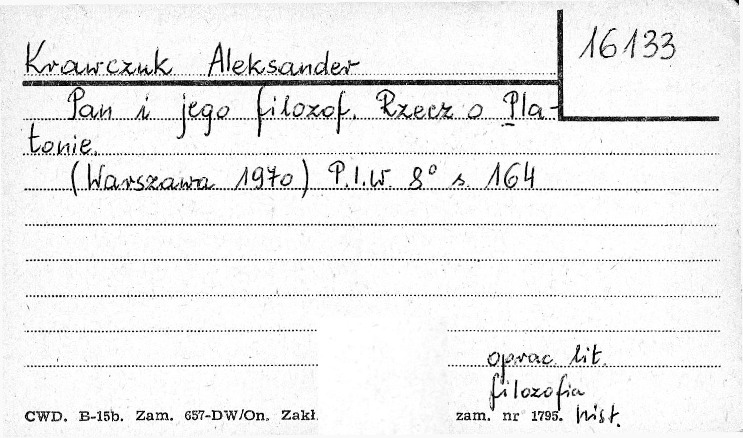 16133
Krawczuk Aleksander
Pan i jego filozof. Rzecz o Pla-
tonie.
(Warszawa 1970) P.I.W. 8° s. 164
oprac. lit.
filozofia
hist.
CWD. B-15b. Zam. 657-DW/On. Zakł. zam. nr 1795.